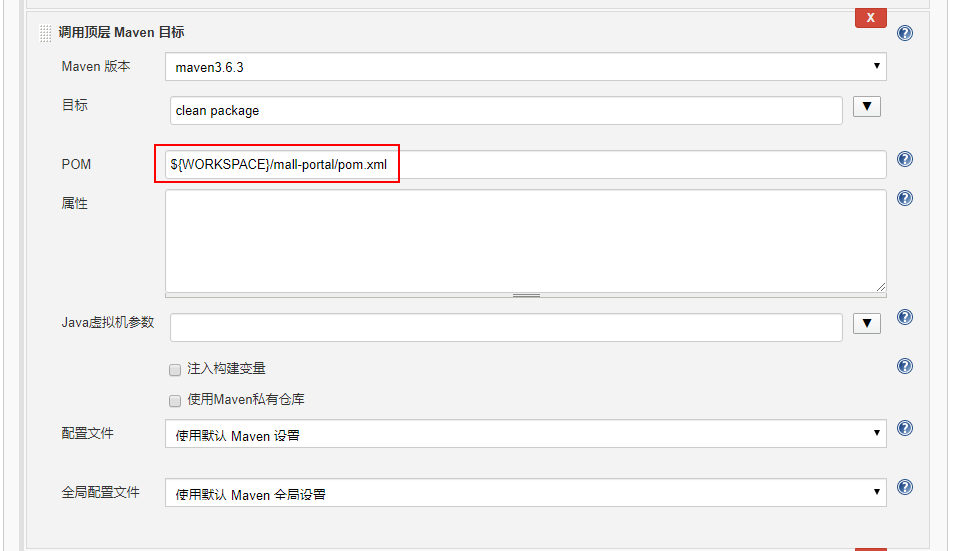 X
调用顶层 Maven 目标
Maven 版本
maven3.6.3
目标
clean package
POM
${WORKSPACE}/mall-portal/pom.xml
属性
Java虚拟机参数
注入构建变量
使用Maven私有仓库
配置文件
使用默认 Maven 设置
全局配置文件
使用默认 Maven 全局设置